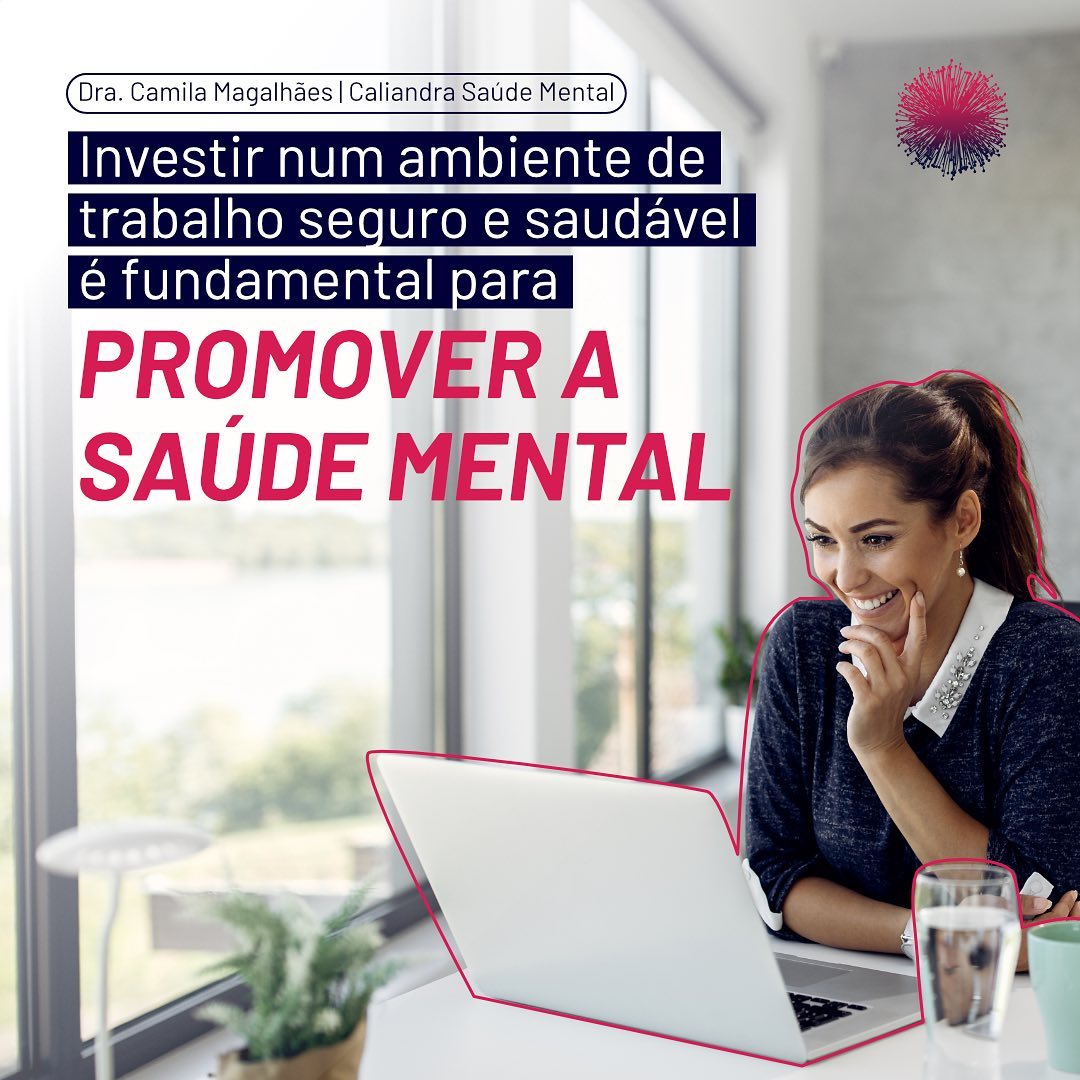 Dra. Camila Magalhães | Caliandra Saúde Mental
Investir num ambiente de
trabalho seguro e saudável
é fundamental para
PROMOVER A
SAÚDE MENTAL